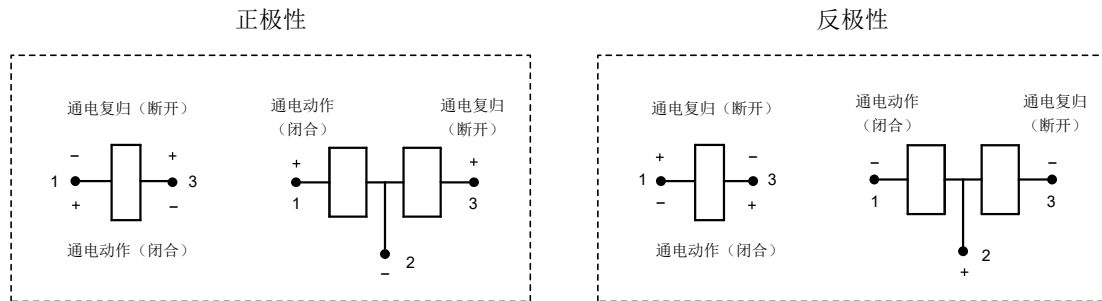 正极性
反极性
通电复归（断开）
通电动作
（闭合）
通电复归
（断开）
− +
1 3
+ −
通电动作（闭合）
+ +
1 3
2
−
通电复归（断开）
通电动作
（闭合）
通电复归
（断开）
+ −
1 3
− +
通电动作（闭合）
− −
1 3
2
+